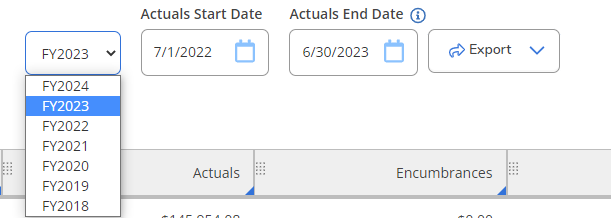 Actuals Start Date
Actuals End Date
FY2023
7/1/2022
6/30/2023
Export
FY2024
FY2023
FY2022
FY2021
FY2020
FY2019
FY2018
Actuals
Encumbrances